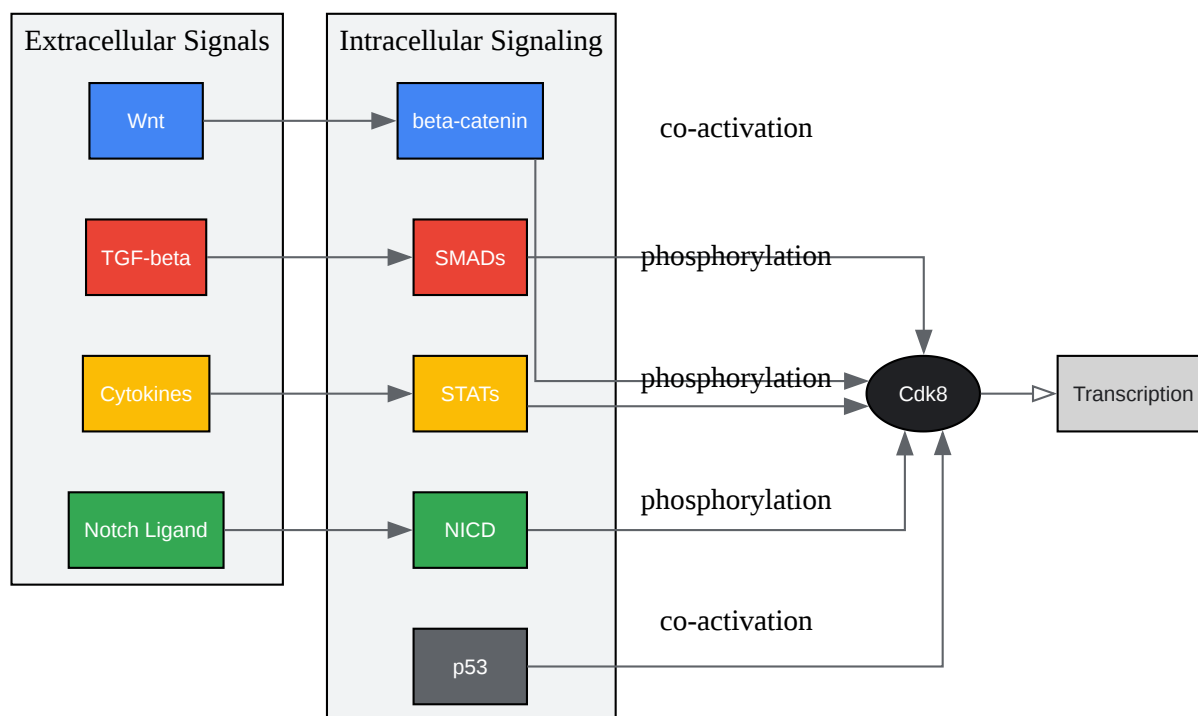 Extracellular Signals
Intracellular Signaling
Wnt
beta-catenin
co-activation
TGF-beta
SMADs
phosphorylation
Cytokines
STATs
phosphorylation
Cdk8
Transcription
Notch Ligand
NICD
phosphorylation
p53
co-activation